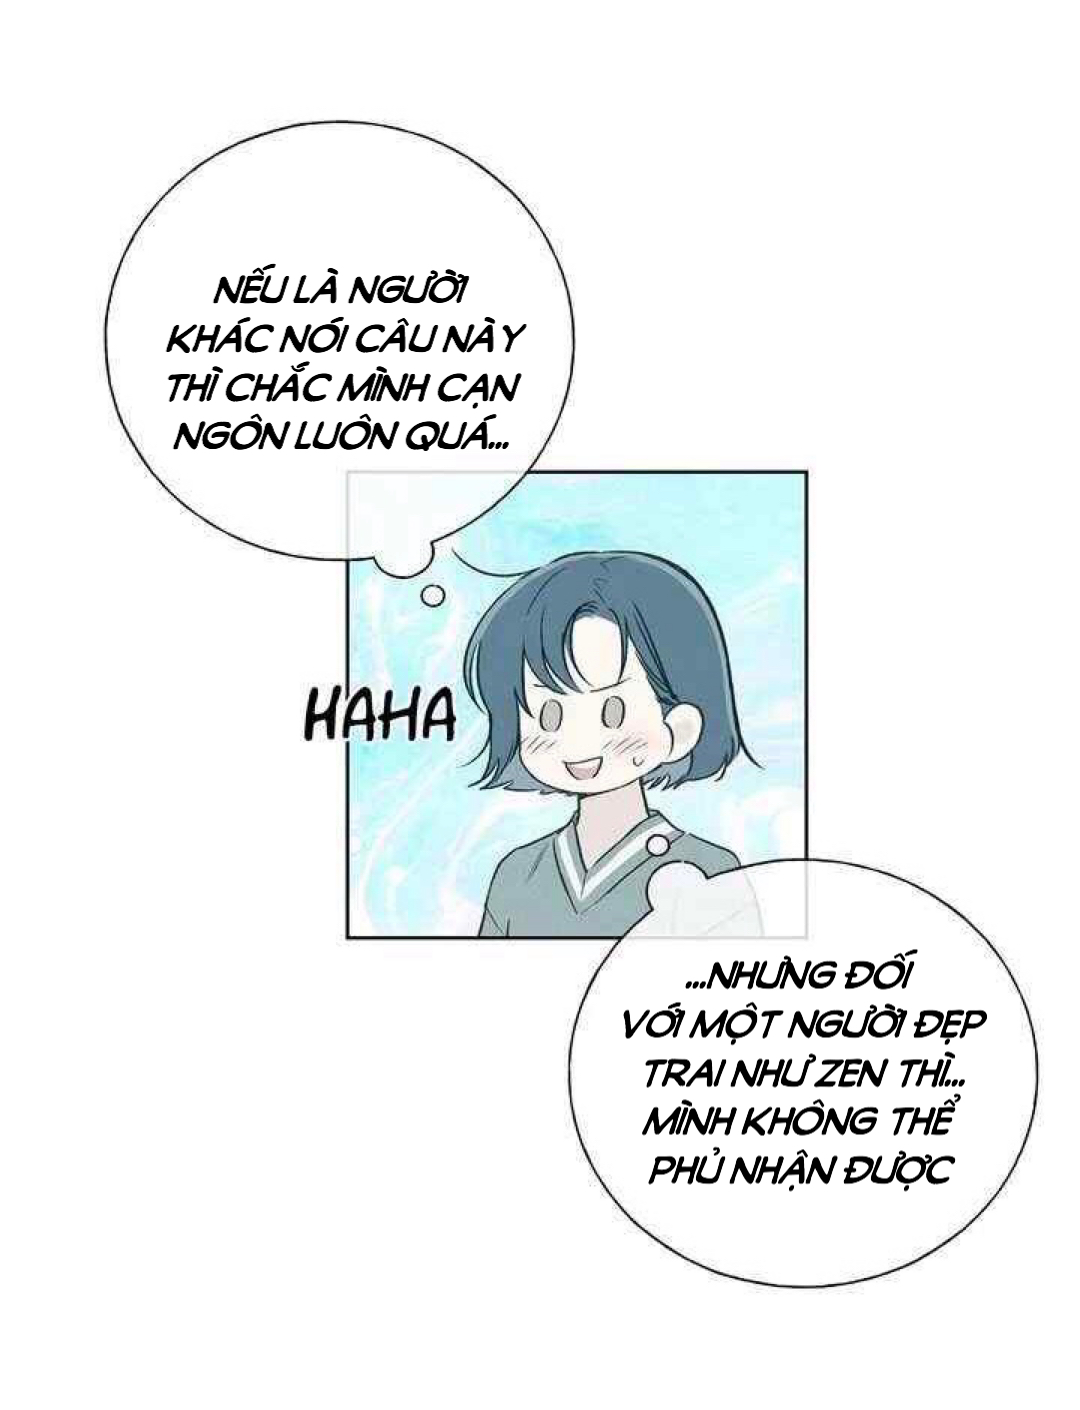 NẾU LÀ NGƯỜI
KHÁC NÓI CÂU NÀY
THÌ CHẮC MÌNH CẠN
NGÔN LUÔN QUÁ...
HAHA
...NHƯNG ĐỐI
VỚI MỘT NGƯỜI ĐẸP
TRAI NHƯ ZEN THÌ...
MÌNH KHÔNG THỂ
PHỦ NHẬN ĐƯỢC